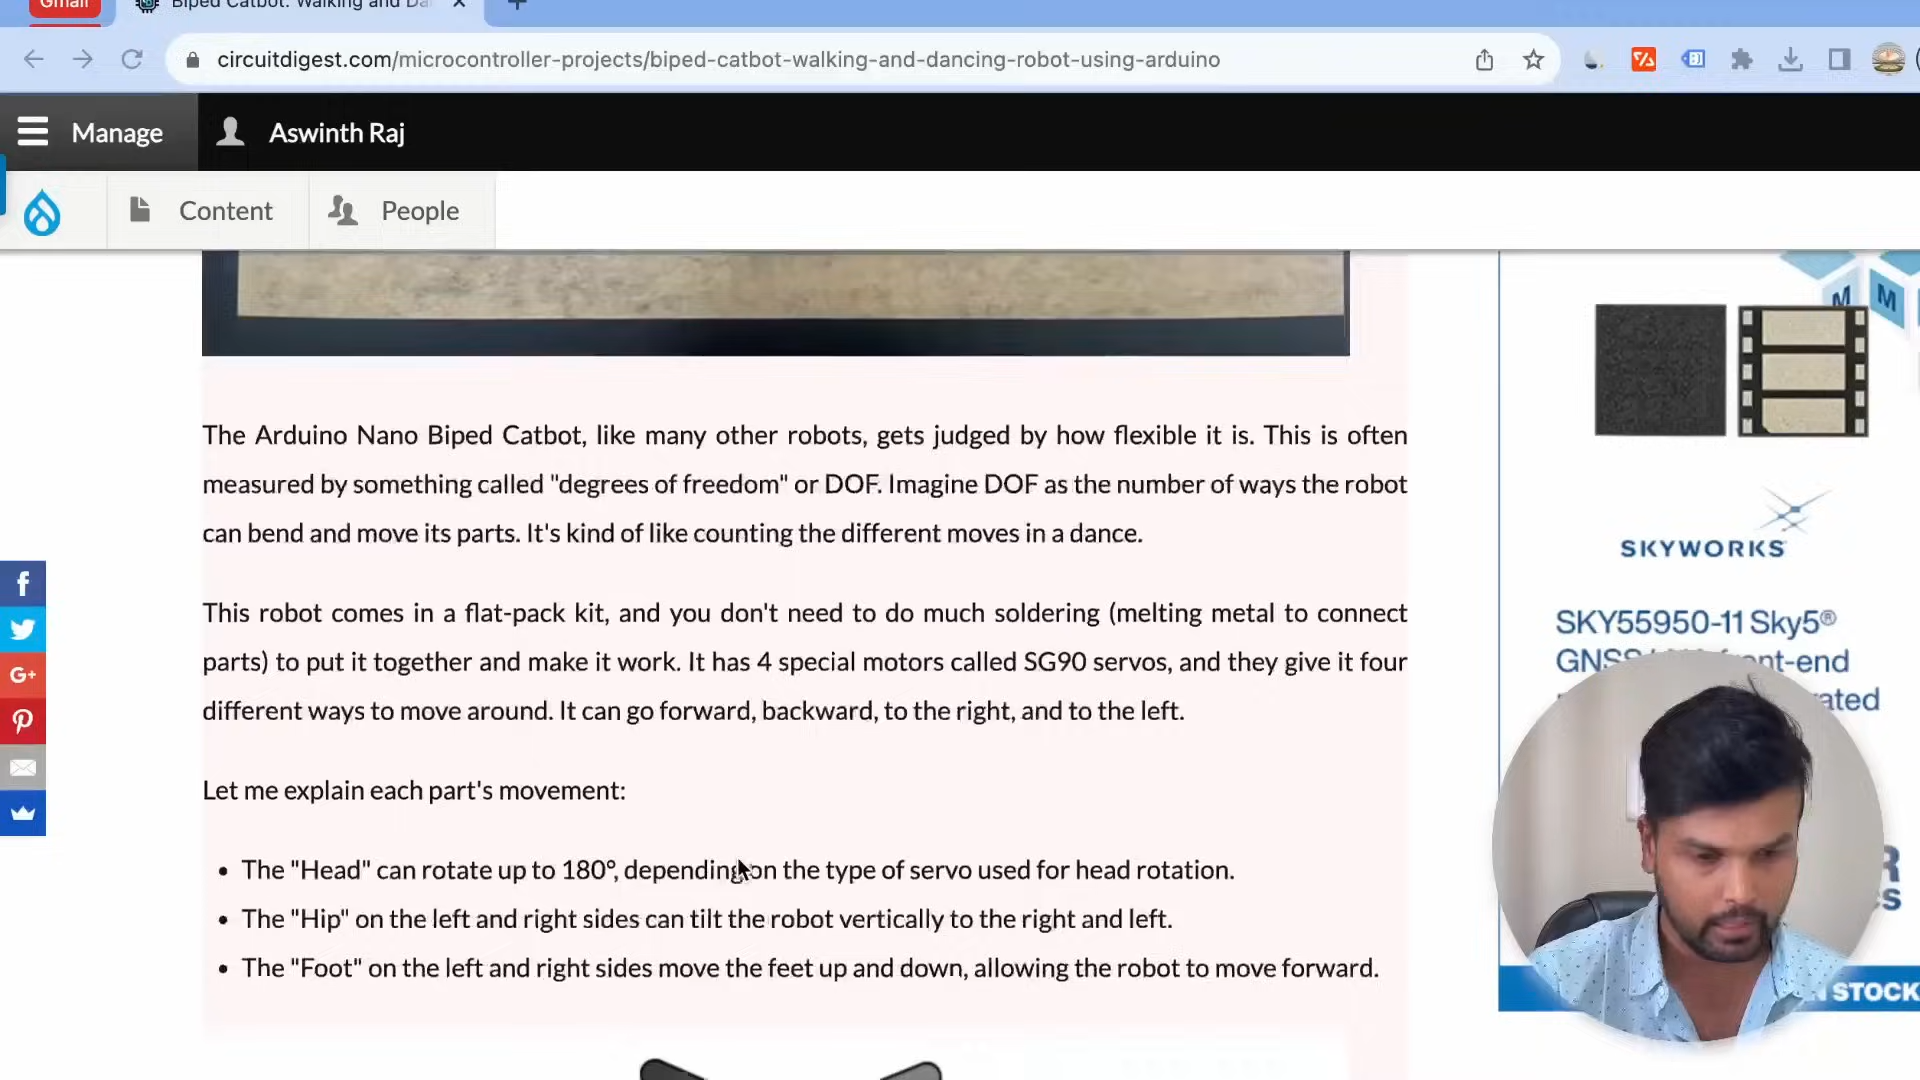 Gmail
Biped Catbot: Walking and Da
circuitdigest.com/microcontroller-projects/biped-catbot-walking-and-dancing-robot-using-arduino
Manage
Aswinth Raj
Content
People
The Arduino Nano Biped Catbot, like many other robots, gets judged by how flexible it is. This is often
measured by something called "degrees of freedom" or DOF. Imagine DOF as the number of ways the robot
can bend and move its parts. It's kind of like counting the different moves in a dance.
This robot comes in a flat-pack kit, and you don't need to do much soldering (melting metal to connect
parts) to put it together and make it work. It has 4 special motors called SG90 servos, and they give it four
different ways to move around. It can go forward, backward, to the right, and to the left.
Let me explain each part's movement:
• The "Head" can rotate up to 180°, depending on the type of servo used for head rotation.
• The "Hip" on the left and right sides can tilt the robot vertically to the right and left.
• The "Foot" on the left and right sides move the feet up and down, allowing the robot to move forward.
f
G+
M M
SKYWORKS
SKY55950-11 Sky5®
GNSS nt-end
ated
R
CS
STOCK